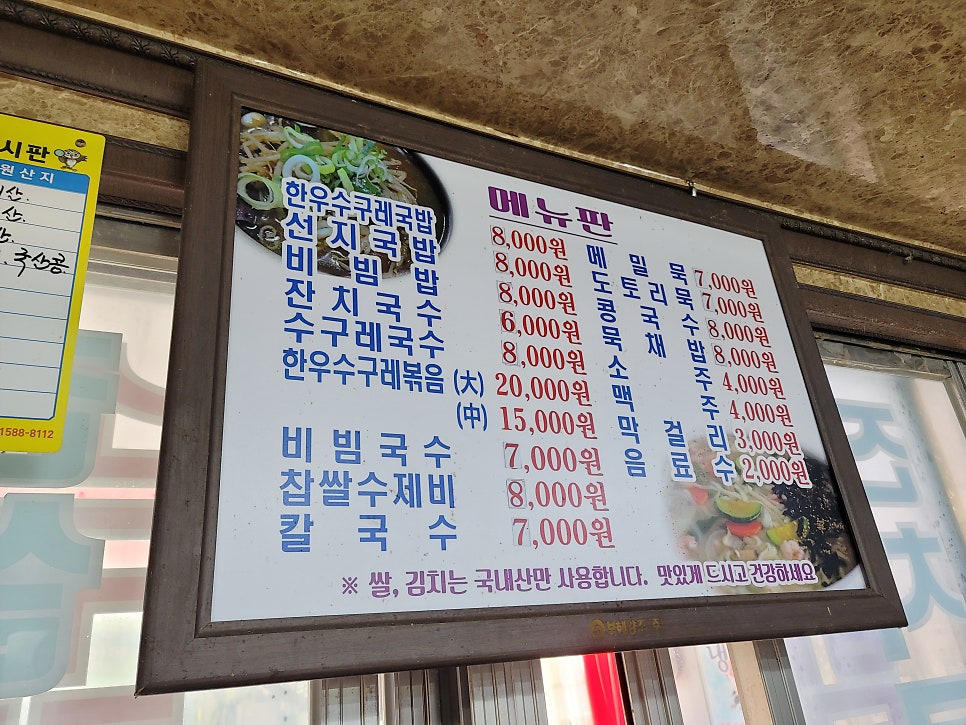 시판
원산지
산.
산.
국산콩
1588-8112
메뉴판
한우수구레국밥 8,000원
선지국밥 8,000원
비빔밥 8,000원
잔치국수 6,000원
수구레국수 8,000원
한우수구레볶음 (大) 20,000원
(中) 15,000원
비빔국수 7,000원
찹쌀수제비 8,000원
칼국수 7,000원
메밀묵 7,000원
도토리묵 7,000원
콩국수 8,000원
묵채밥 8,000원
소주 4,000원
맥주 4,000원
막걸리 3,000원
음료수 2,000원
※ 쌀, 김치는 국내산만 사용합니다. 맛있게 드시고 건강하세요